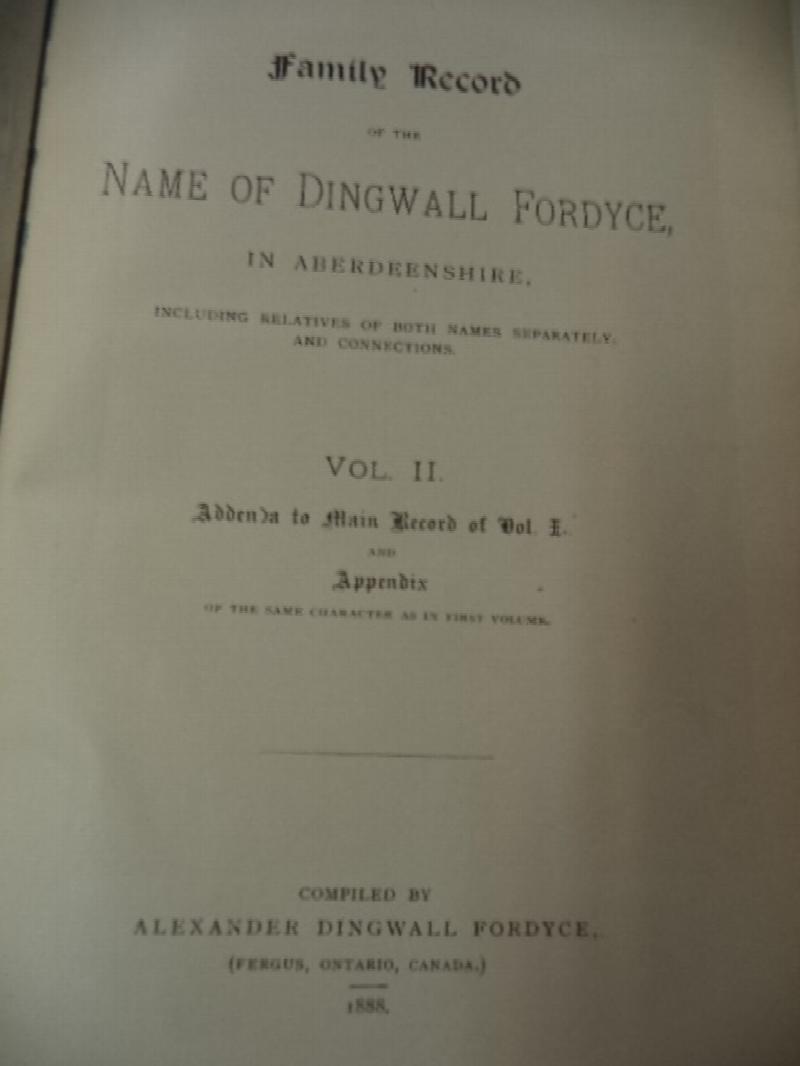 Family Record
OF THE
NAME OF DINGWALL FORDYCE,
IN ABERDEENSHIRE,
INCLUDING RELATIVES OF BOTH NAMES SEPARATELY,
AND CONNECTIONS.
VOL. II.
Addenda to Main Record of Vol. I.
AND
Appendix
OF THE SAME CHARACTER AS IN FIRST VOLUME.
COMPILED BY
ALEXANDER DINGWALL FORDYCE,
(FERGUS, ONTARIO, CANADA.)
1888.